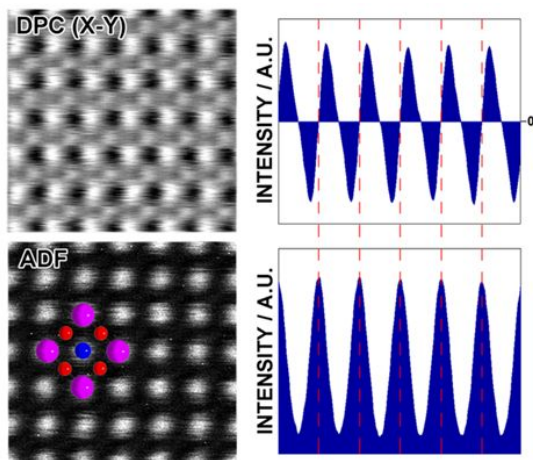 DPC (X-Y)
INTENSITY / A.U.
0
ADF
INTENSITY / A.U.